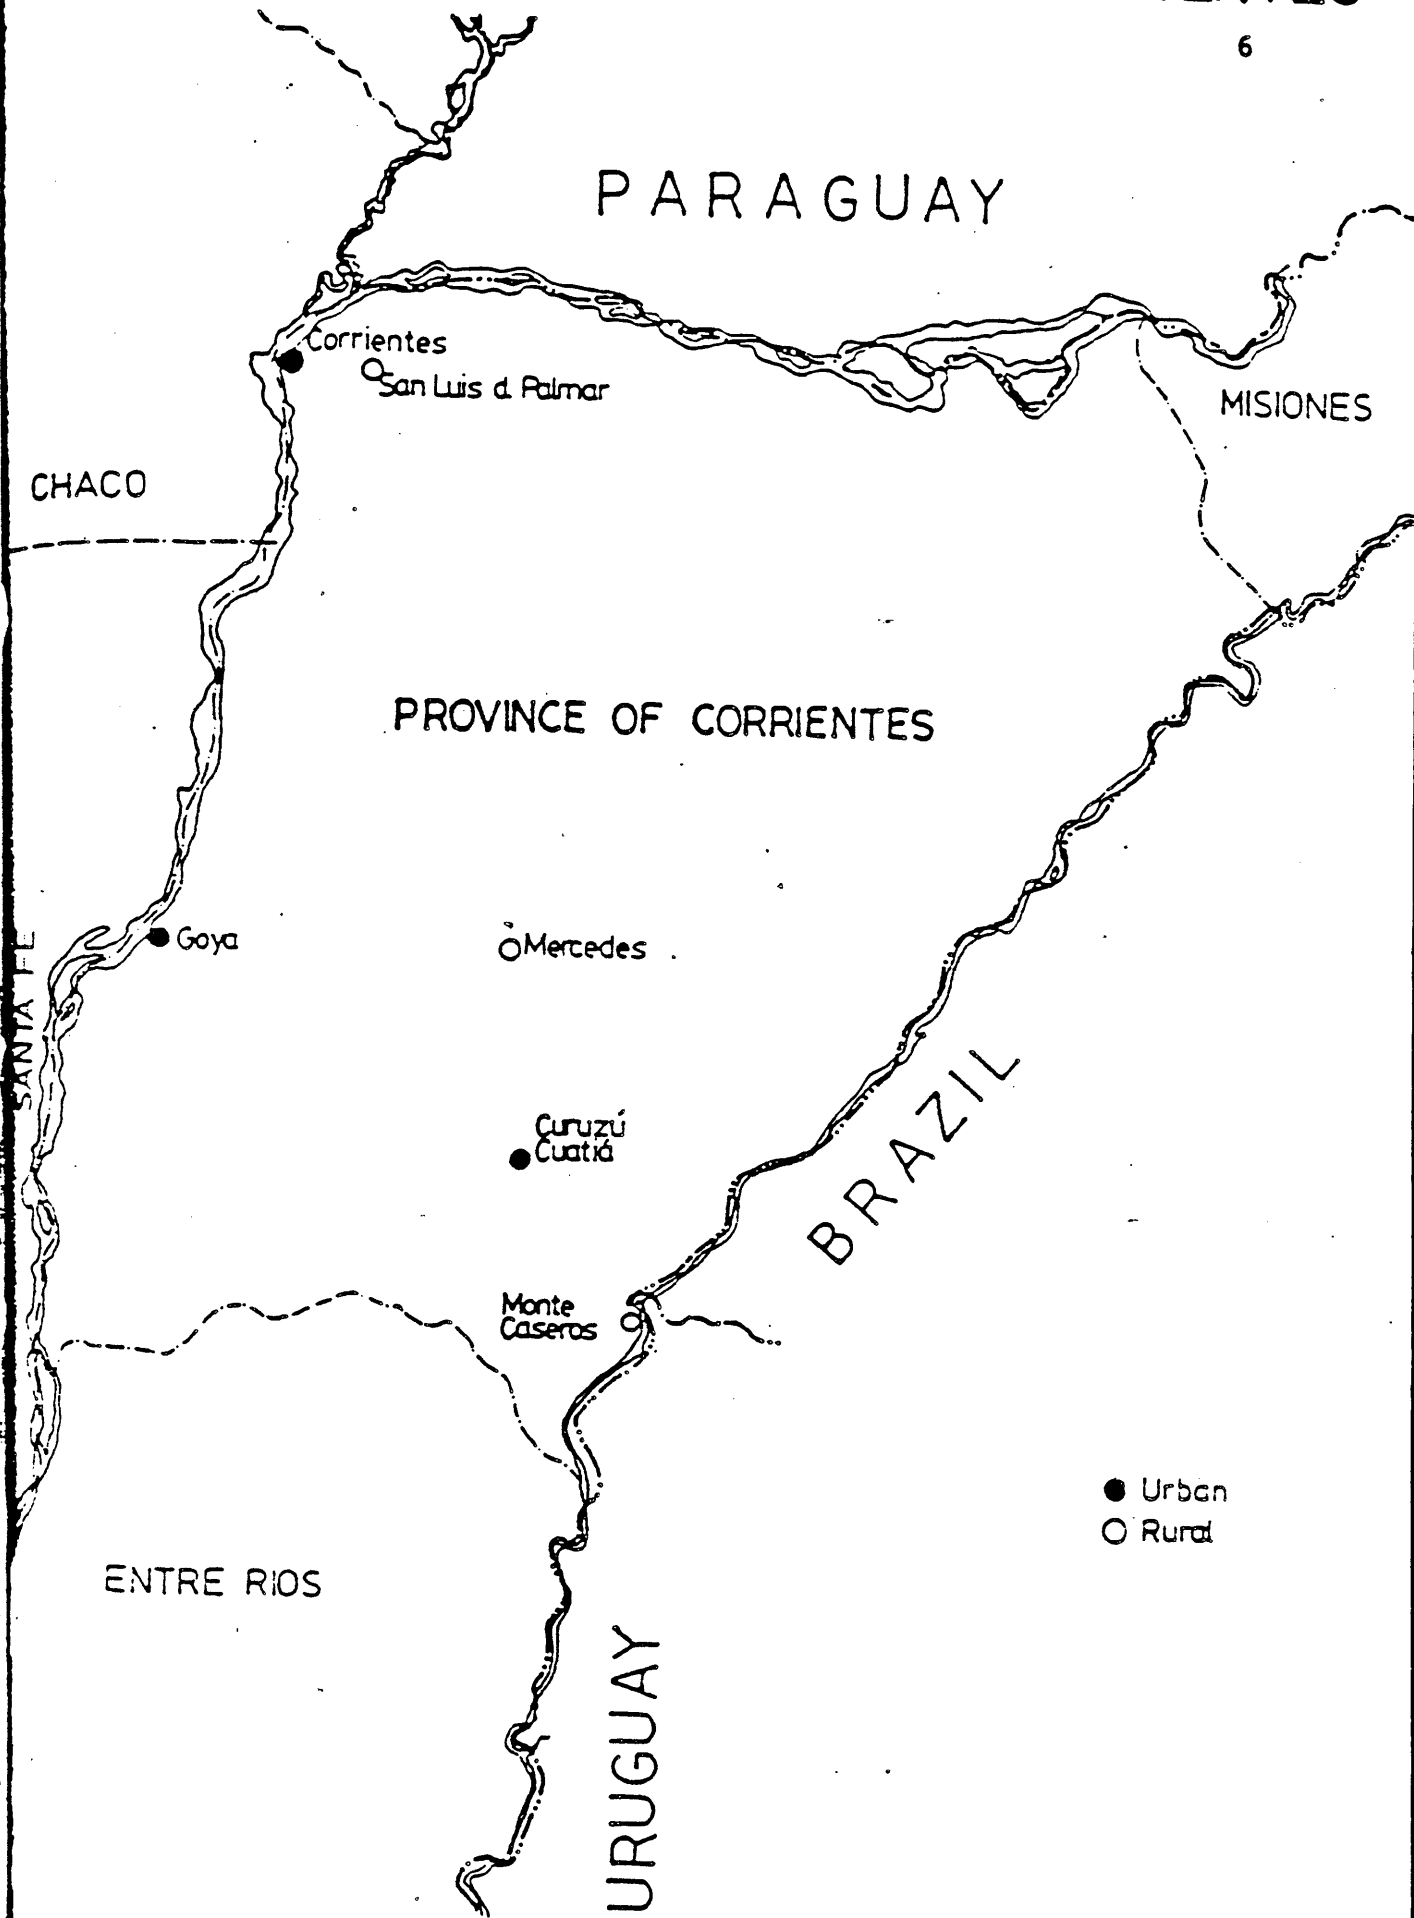 6
PARAGUAY
Corrientes
San Luis d Palmar
MISIONES
CHACO
PROVINCE OF CORRIENTES
Goya
Mercedes
SANTA FE
BRAZIL
Curuzú
Cuatiá
Monte
Caseros
Urban
Rural
ENTRE RIOS
URUGUAY